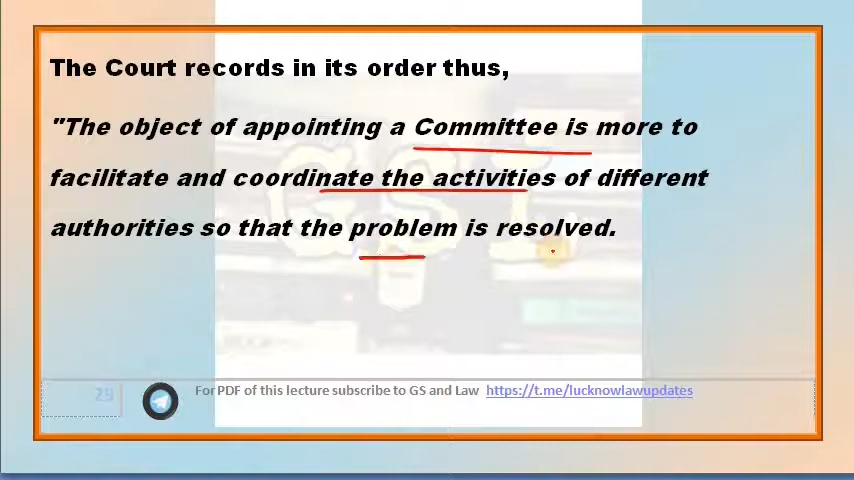 The Court records in its order thus,
"The object of appointing a Committee is more to
facilitate and coordinate the activities of different
authorities so that the problem is resolved.
GSL
29
For PDF of this lecture subscribe to GS and Law https://t.me/lucknowlawupdates